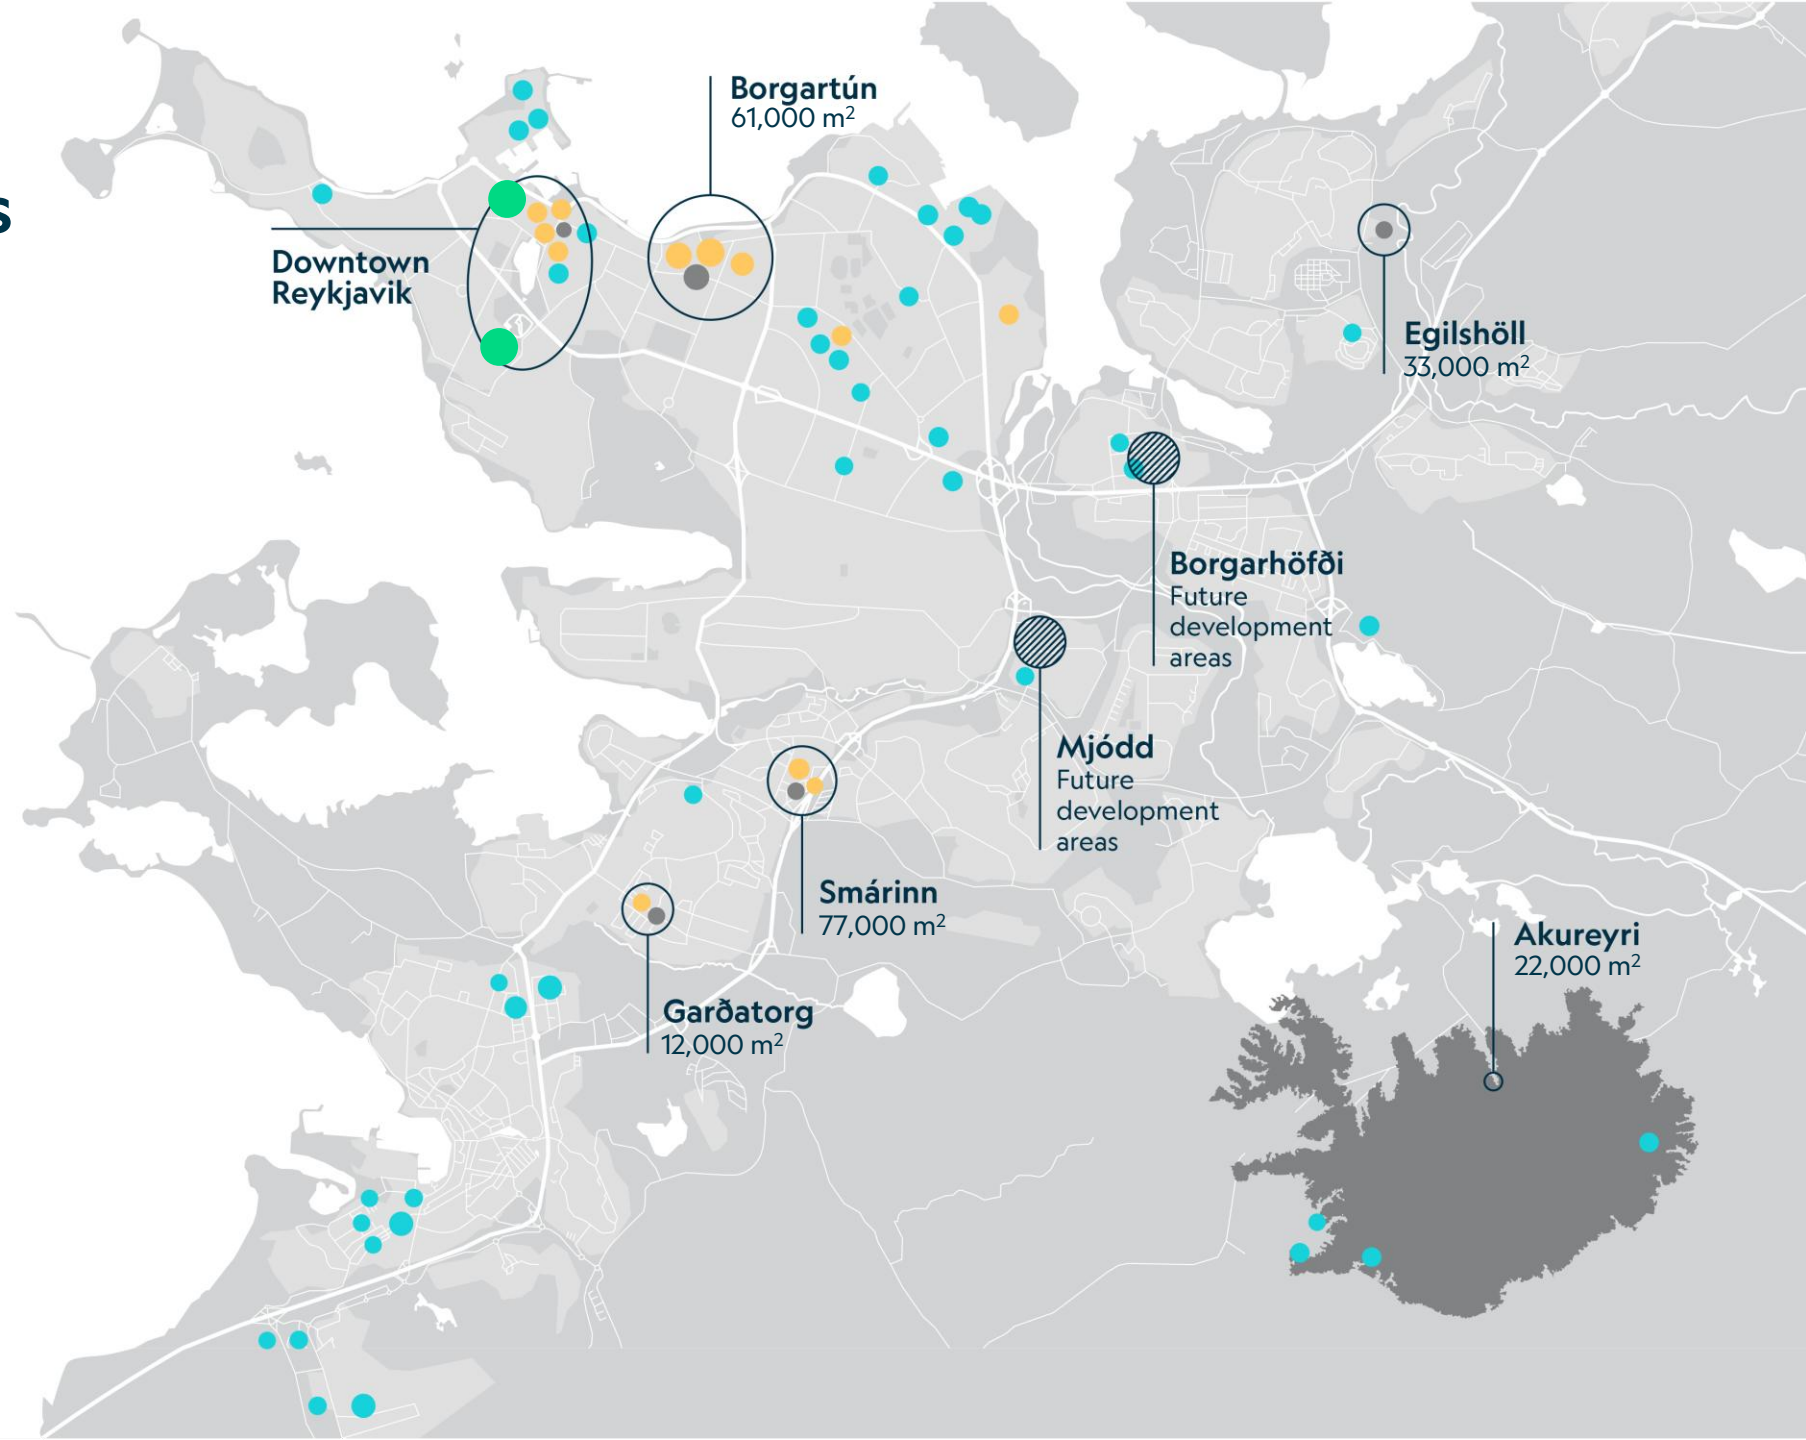 s
Borgartún
61,000 m²
Downtown
Reykjavik
Egilshöll
33,000 m²
Borgarhöfði
Future
development
areas
Mjódd
Future
development
areas
Smárinn
77,000 m²
Akureyri
22,000 m²
Garðatorg
12,000 m²